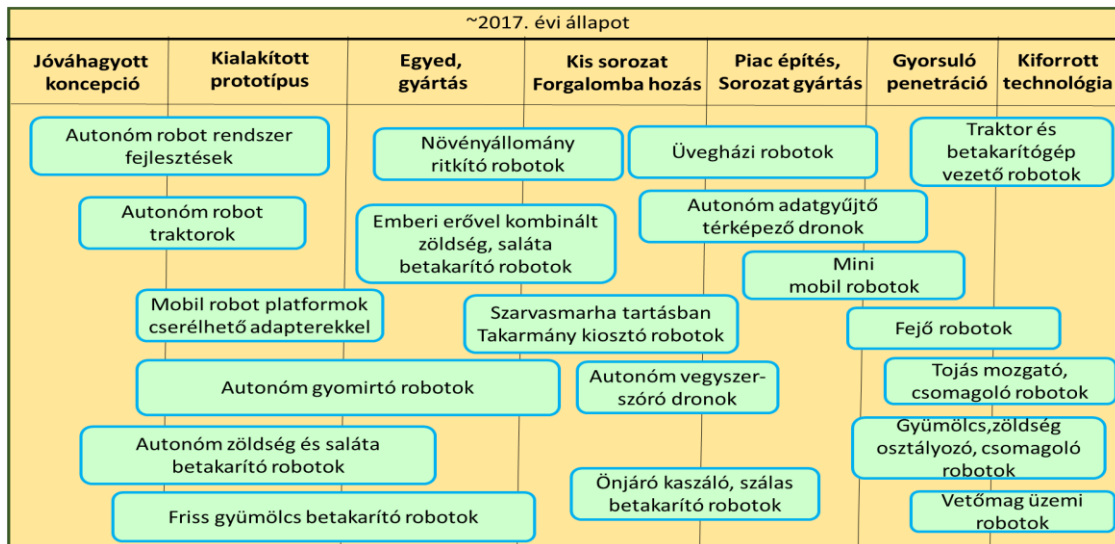 ~2017. évi állapot
Jóváhagyott
koncepció
Kialakított
prototípus
Egyed,
gyártás
Kis sorozat
Forgalomba hozás
Piac építés,
Sorozat gyártás
Gyorsuló
penetráció
Kiforrott
technológia
Autonóm robot rendszer
fejlesztések
Növényállomány
ritkító robotok
Üvegházi robotok
Traktor és
betakarítógép
vezető robotok
Autonóm robot
traktorok
Emberi erővel kombinált
zöldség, saláta
betakarító robotok
Autonóm adatgyűjtő
térképező dronok
Mini
mobil robotok
Mobil robot platformok
cserélhető adapterekkel
Szarvasmarha tartásban
Takarmány kiosztó robotok
Fejő robotok
Autonóm gyomirtó robotok
Autonóm vegyszer-
szóró dronok
Tojás mozgató,
csomagoló robotok
Autonóm zöldség és saláta
betakarító robotok
Gyümölcs,zöldség
osztályozó, csomagoló
robotok
Friss gyümölcs betakarító robotok
Önjáró kaszáló, szálas
betakarító robotok
Vetőmag üzemi
robotok